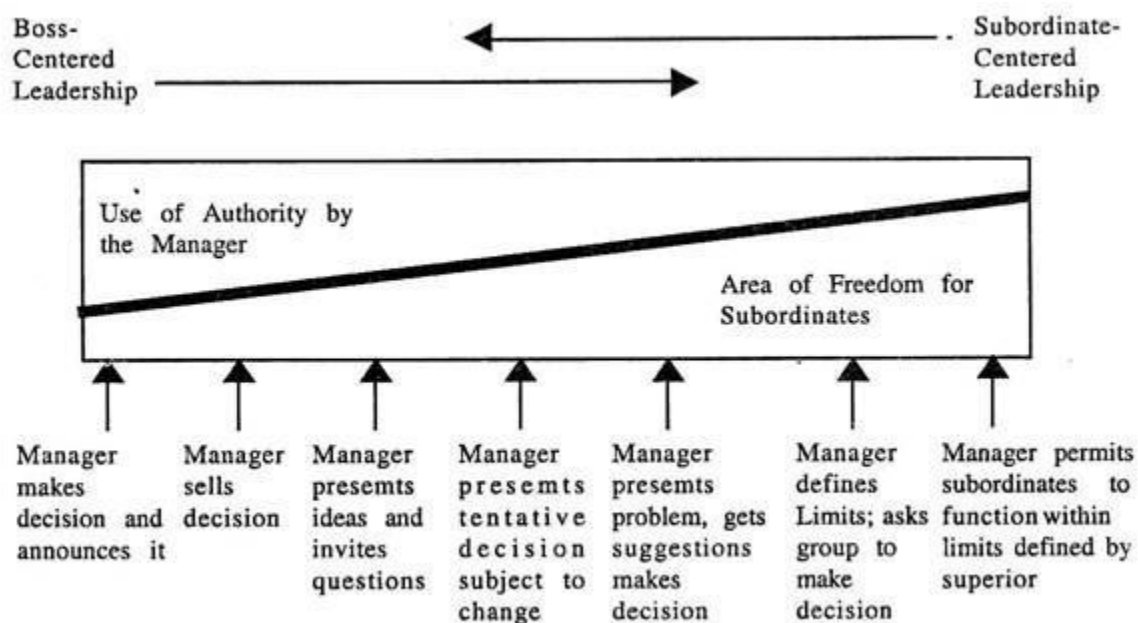 Boss-
Centered
Leadership
Subordinate-
Centered
Leadership
Use of Authority by
the Manager
Area of Freedom for
Subordinates
Manager
makes
decision and
announces it
Manager
sells
decision
Manager
presemts
ideas and
invites
questions
Manager
presemts
tentative
decision
subject to
change
Manager
presemts
problem, gets
suggestions
makes
decision
Manager
defines
Limits; asks
group to
make
decision
Manager permits
subordinates to
function within
limits defined by
superior